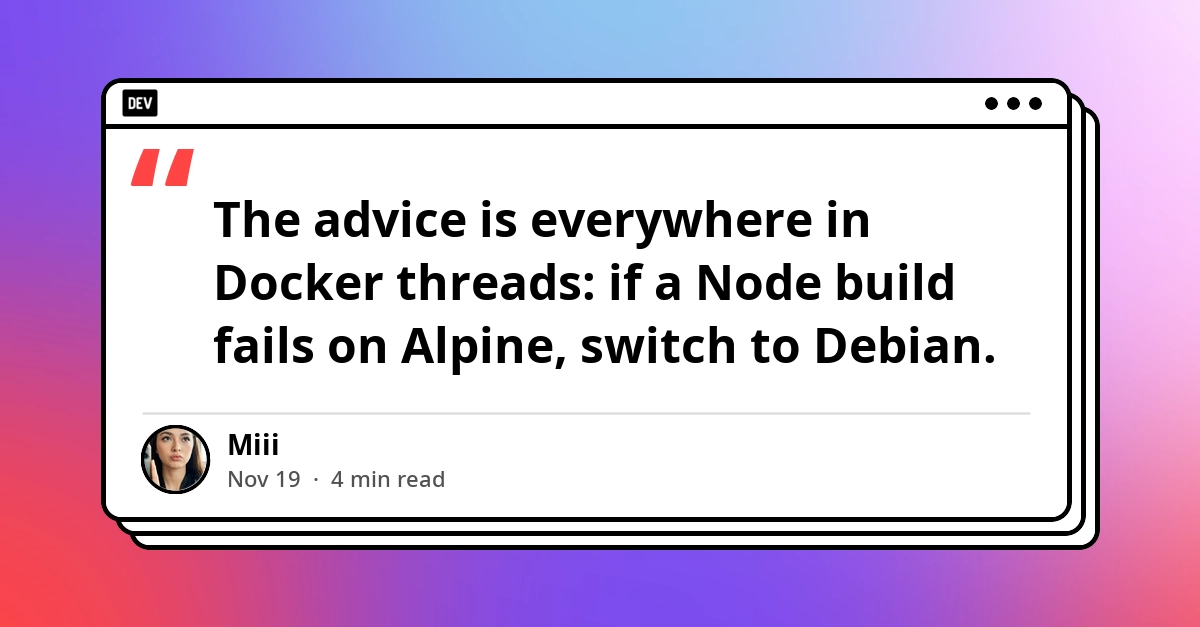 DEV
The advice is everywhere in
Docker threads: if a Node build
fails on Alpine, switch to Debian.
Miii
Nov 19 · 4 min read